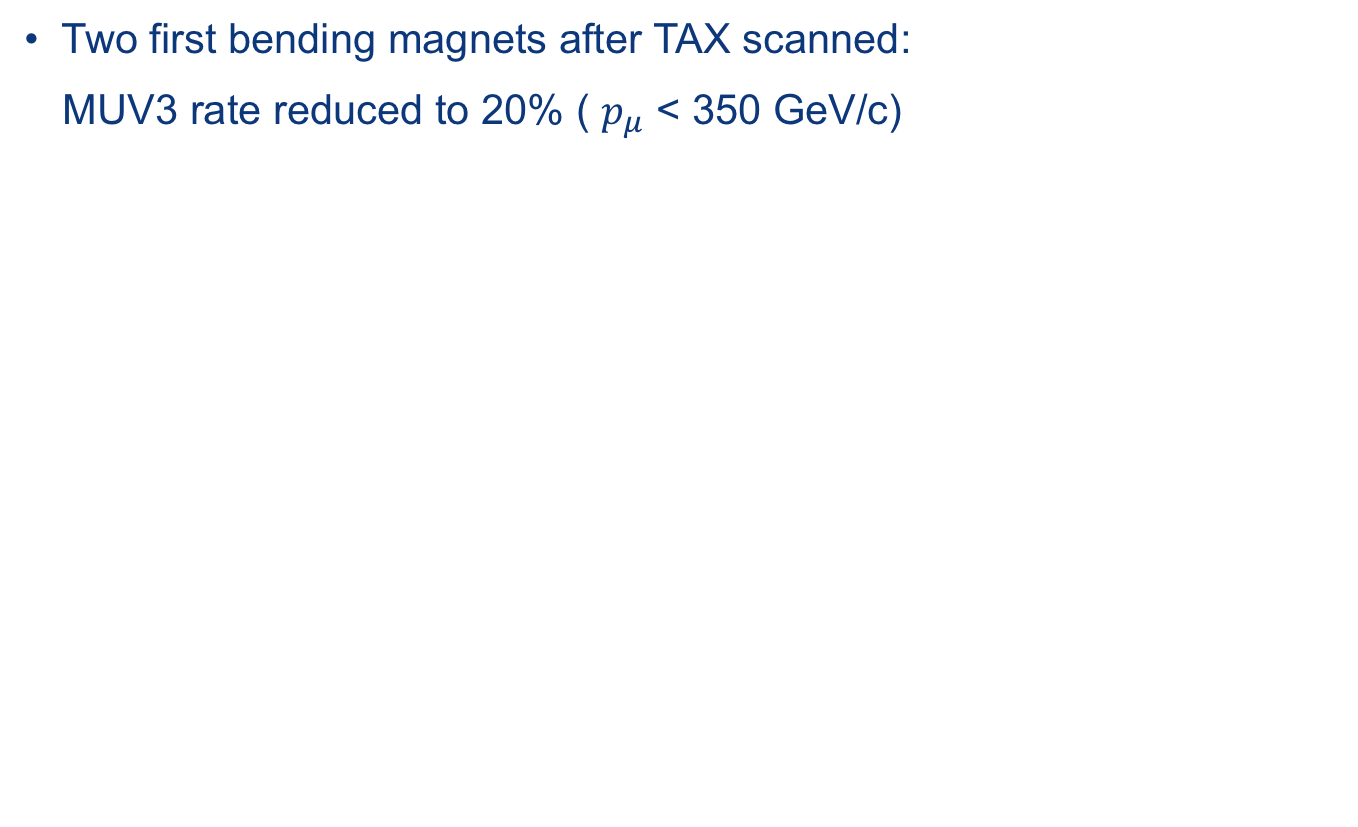 • Two first bending magnets after TAX scanned:
MUV3 rate reduced to 20% ( 𝑝𝜇 < 350 GeV/c)